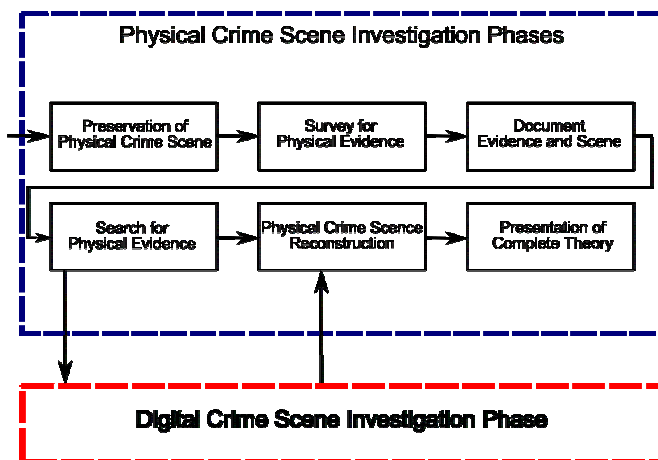 Physical Crime Scene Investigation Phases
Preservation of
Physical Crime Scene
Survey for
Physical Evidence
Document
Evidence and Scene
Search for
Physical Evidence
Physical Crime Scence
Reconstruction
Presentation of
Complete Theory
Digital Crime Scene Investigation Phase